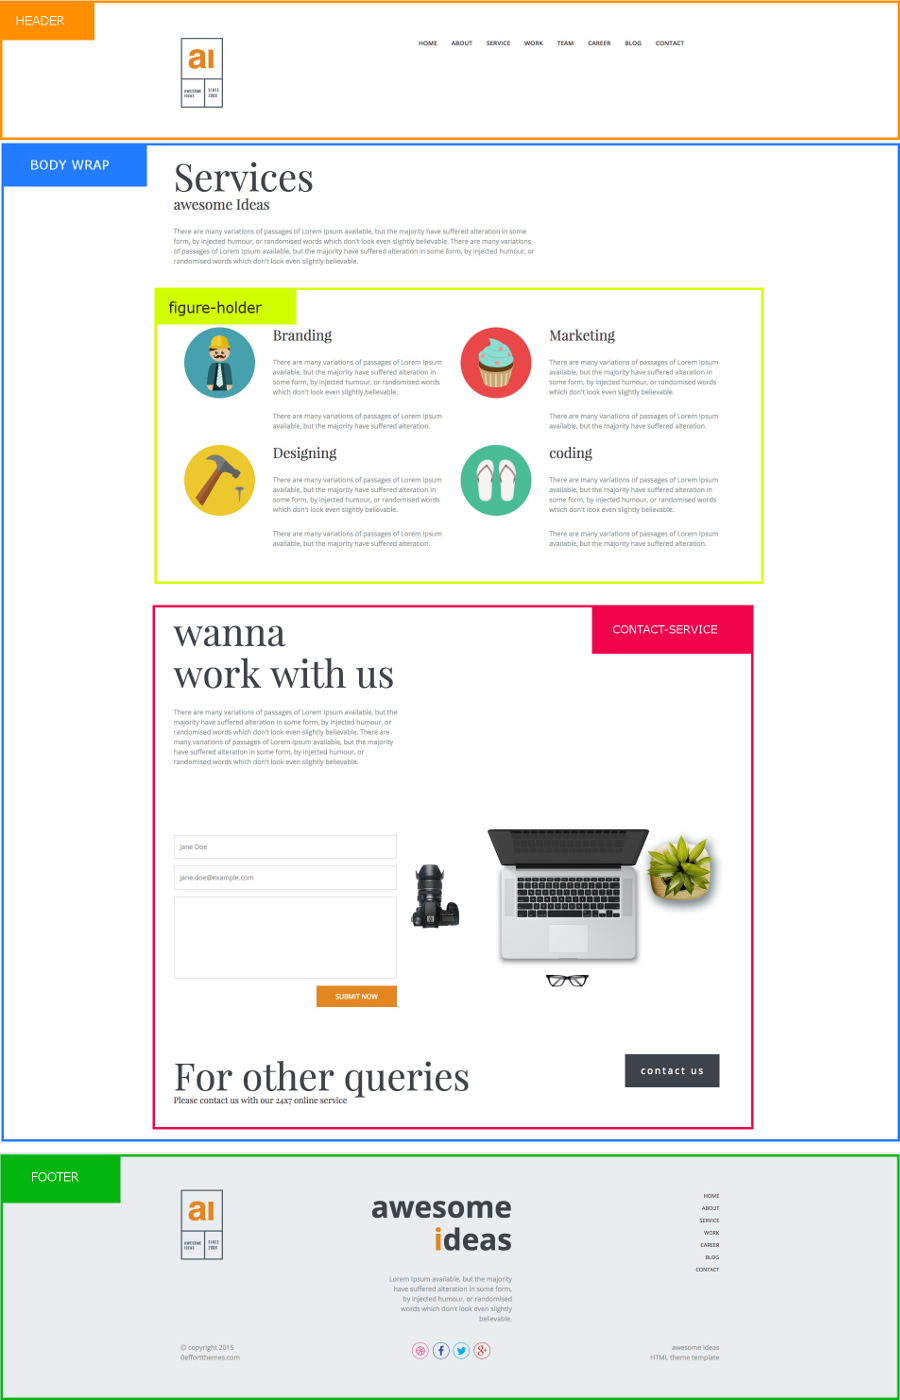 HEADER
aı
AWESOME IDEAS
SINCE
HOME ABOUT SERVICE WORK TEAM CAREER BLOG CONTACT
BODY WRAP
Services
awesome Ideas
There are many variations of passages of Lorem Ipsum available, but the majority have suffered alteration in some
form, by injected humour, or randomised words which don't look even slightly believable. There are many variations
of passages of Lorem Ipsum available, but the majority have suffered alteration in some form, by injected humour, or
randomised words which don't look even slightly believable.
figure-holder
Branding
There are many variations of passages of Lorem Ipsum
available, but the majority have suffered alteration in
some form, by injected humour, or randomised words
which don't look even slightly believable.
There are many variations of passages of Lorem Ipsum
available, but the majority have suffered alteration.
Marketing
There are many variations of passages of Lorem Ipsum
available, but the majority have suffered alteration in
some form, by injected humour, or randomised words
which don't look even slightly believable.
There are many variations of passages of Lorem Ipsum
available, but the majority have suffered alteration.
Designing
There are many variations of passages of Lorem Ipsum
available, but the majority have suffered alteration in
some form, by injected humour, or randomised words
which don't look even slightly believable.
There are many variations of passages of Lorem Ipsum
available, but the majority have suffered alteration.
coding
There are many variations of passages of Lorem Ipsum
available, but the majority have suffered alteration in
some form, by injected humour, or randomised words
which don't look even slightly believable.
There are many variations of passages of Lorem Ipsum
available, but the majority have suffered alteration.
CONTACT-SERVICE
wanna
work with us
There are many variations of passages of Lorem Ipsum available, but the
majority have suffered alteration in some form, by injected humour, or
randomised words which don't look even slightly believable. There are
many variations of passages of Lorem Ipsum available, but the majority
have suffered alteration in some form, by injected humour, or
randomised words which don't look even slightly believable.
Jane Doe
jane.doe@example.com
SUBMIT NOW
For other queries
Please contact us with our 24x7 online service
contact us
FOOTER
aı
AWESOME IDEAS
SINCE
awesome
ideas
Lorem Ipsum available, but the majority
have suffered alteration in some form,
by injected humour, or randomised
words which don't look even slightly
believable.
HOME
ABOUT
SERVICE
WORK
CAREER
BLOG
CONTACT
© copyright 2015
0effortthemes.com
f
g+
awesome ideas
HTML theme template